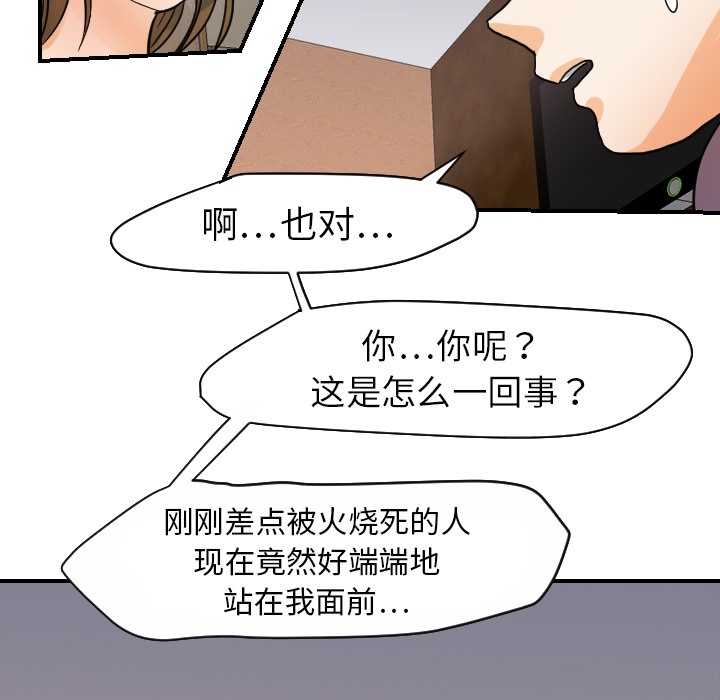 啊...也对...
你...你呢？
这是怎么一回事？
刚刚差点被火烧死的人
现在竟然好端端地
站在我面前...